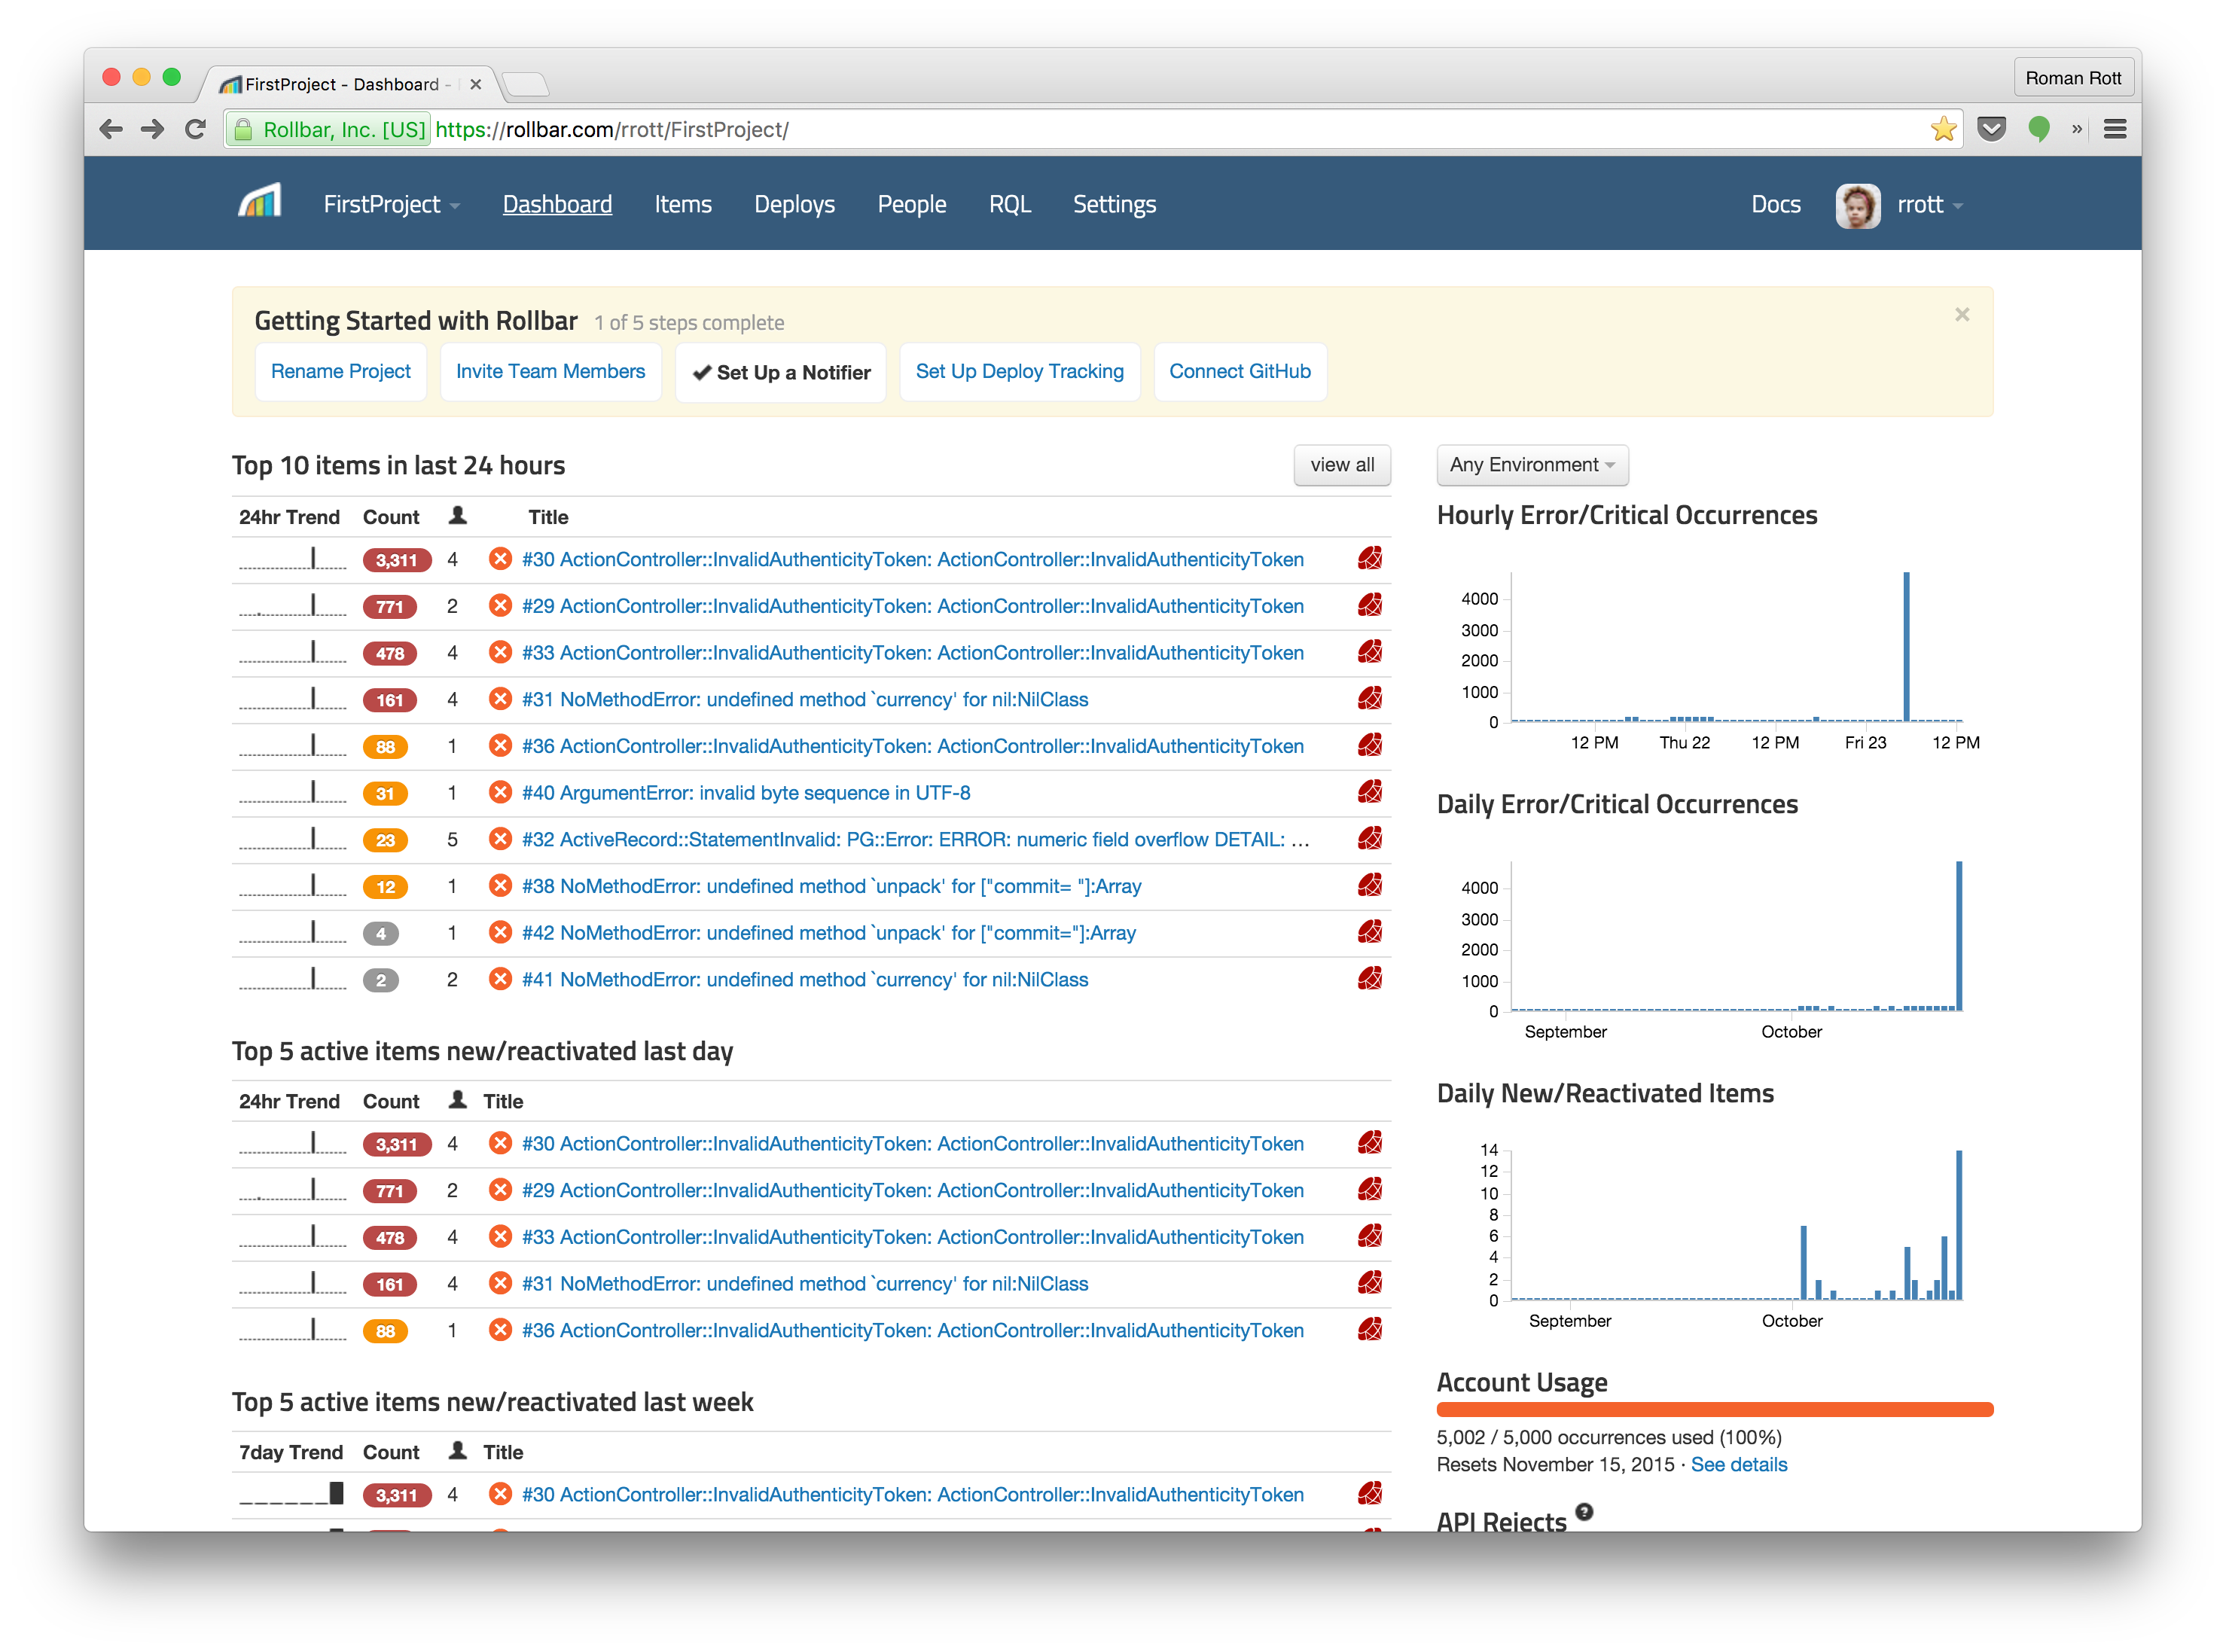 FirstProject - Dashboard -
Roman Rott
Rollbar, Inc. [US] https://rollbar.com/rrott/FirstProject/
»
FirstProject Dashboard Items Deploys People RQL Settings Docs rrott
Getting Started with Rollbar 1 of 5 steps complete ×
Rename Project Invite Team Members ✔ Set Up a Notifier Set Up Deploy Tracking Connect GitHub
Top 10 items in last 24 hours view all
24hr Trend Count Title
3,311 4 #30 ActionController::InvalidAuthenticityToken: ActionController::InvalidAuthenticityToken
771 2 #29 ActionController::InvalidAuthenticityToken: ActionController::InvalidAuthenticityToken
478 4 #33 ActionController::InvalidAuthenticityToken: ActionController::InvalidAuthenticityToken
161 4 #31 NoMethodError: undefined method `currency' for nil:NilClass
88 1 #36 ActionController::InvalidAuthenticityToken: ActionController::InvalidAuthenticityToken
31 1 #40 ArgumentError: invalid byte sequence in UTF-8
23 5 #32 ActiveRecord::StatementInvalid: PG::Error: ERROR: numeric field overflow DETAIL: ...
12 1 #38 NoMethodError: undefined method `unpack' for ["commit= "]:Array
4 1 #42 NoMethodError: undefined method `unpack' for ["commit="]:Array
2 2 #41 NoMethodError: undefined method `currency' for nil:NilClass
Top 5 active items new/reactivated last day
24hr Trend Count Title
3,311 4 #30 ActionController::InvalidAuthenticityToken: ActionController::InvalidAuthenticityToken
771 2 #29 ActionController::InvalidAuthenticityToken: ActionController::InvalidAuthenticityToken
478 4 #33 ActionController::InvalidAuthenticityToken: ActionController::InvalidAuthenticityToken
161 4 #31 NoMethodError: undefined method `currency' for nil:NilClass
88 1 #36 ActionController::InvalidAuthenticityToken: ActionController::InvalidAuthenticityToken
Top 5 active items new/reactivated last week
7day Trend Count Title
3,311 4 #30 ActionController::InvalidAuthenticityToken: ActionController::InvalidAuthenticityToken
Any Environment
Hourly Error/Critical Occurrences
4000
3000
2000
1000
0
12 PM Thu 22 12 PM Fri 23 12 PM
Daily Error/Critical Occurrences
4000
3000
2000
1000
0
September October
Daily New/Reactivated Items
14
12
10
8
6
4
2
0
September October
Account Usage
5,002 / 5,000 occurrences used (100%)
Resets November 15, 2015 · See details
API Rejects ?